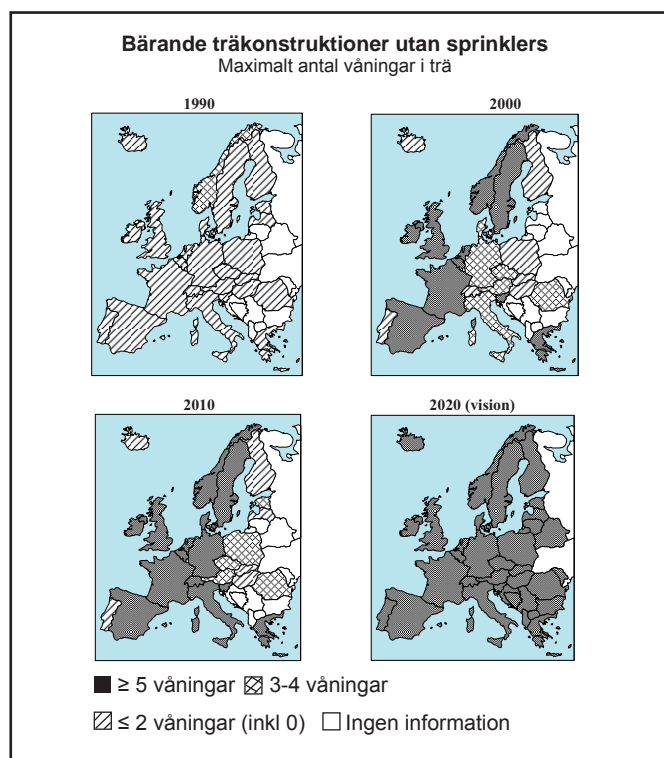 Bärande träkonstruktioner utan sprinklers
Maximalt antal våningar i trä
1990
2000
2010
2020 (vision)
≥ 5 våningar
3-4 våningar
≤ 2 våningar (inkl 0)
Ingen information